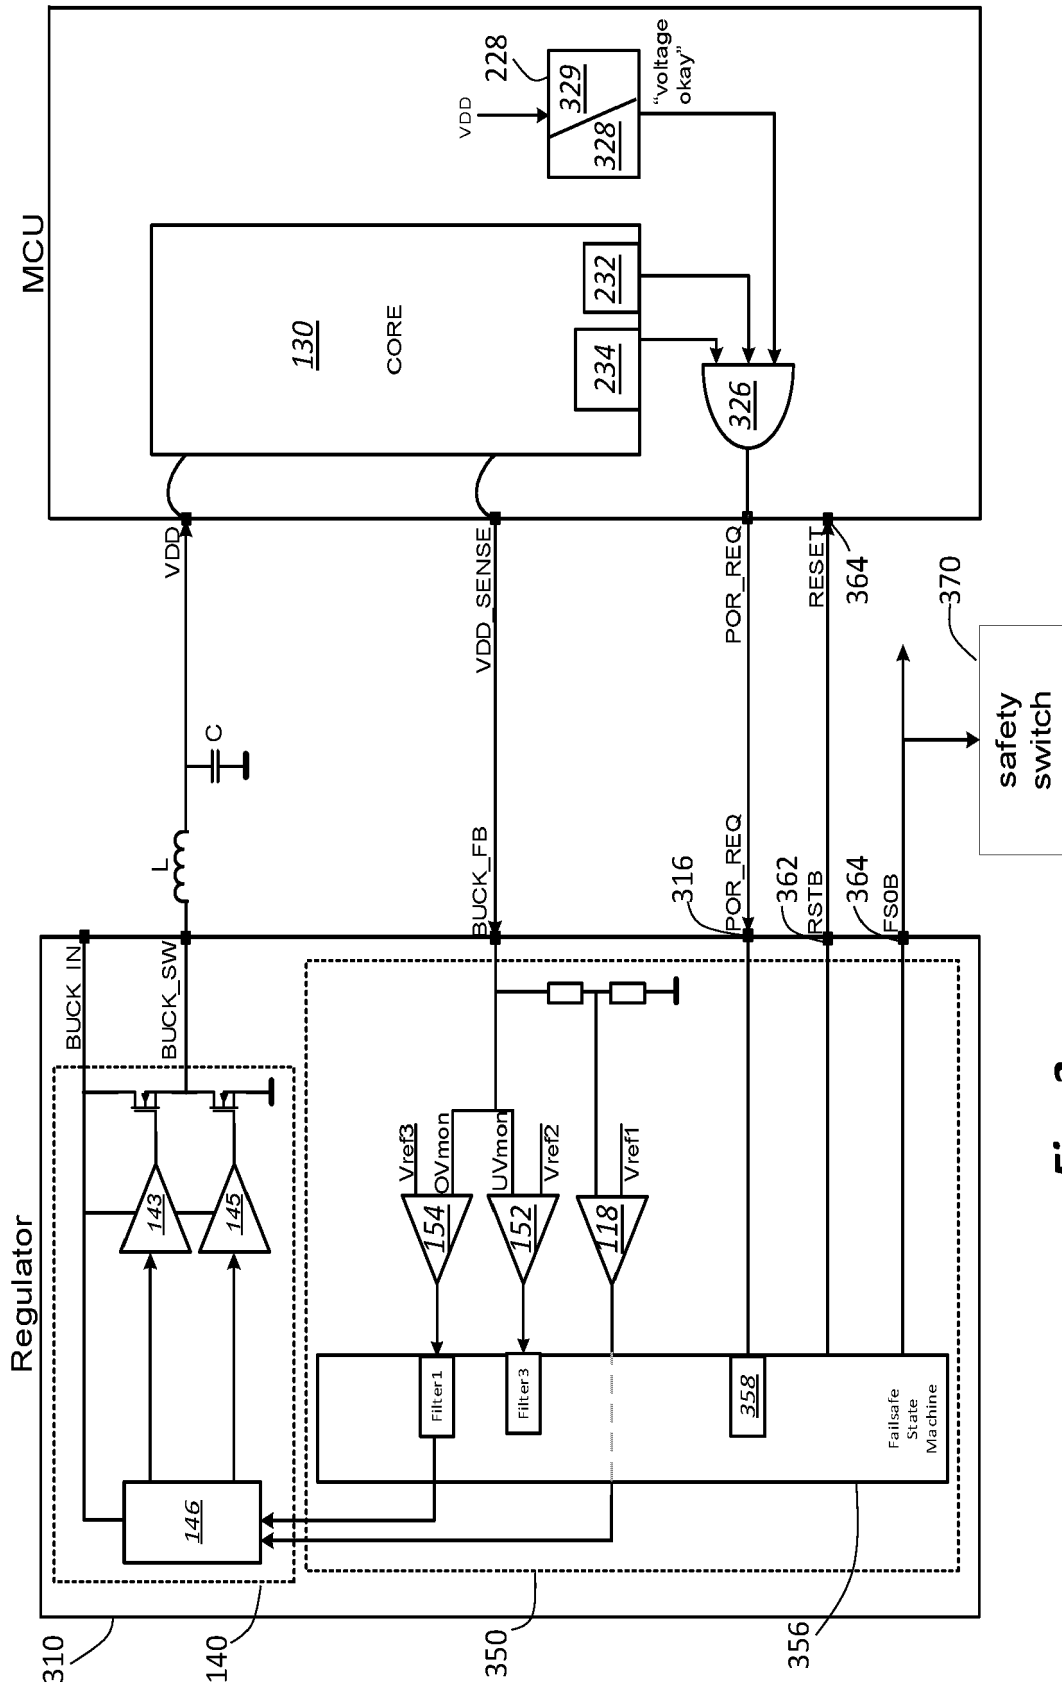 Regulator
MCU
310
140
350
356
146
143
145
BUCK_IN
BUCK_SW
L
C
VDD
130
CORE
234
232
VDD
228
329
328
"voltage
okay"
326
BUCK_FB
VDD_SENSE
Vref3
OVmon
UVmon
Vref2
Vref1
154
152
118
Filter1
Filter3
358
Failsafe
State
Machine
316
POR_REQ
POR_REQ
362
RSTB
RESET
364
364
FS0B
370
safety
switch